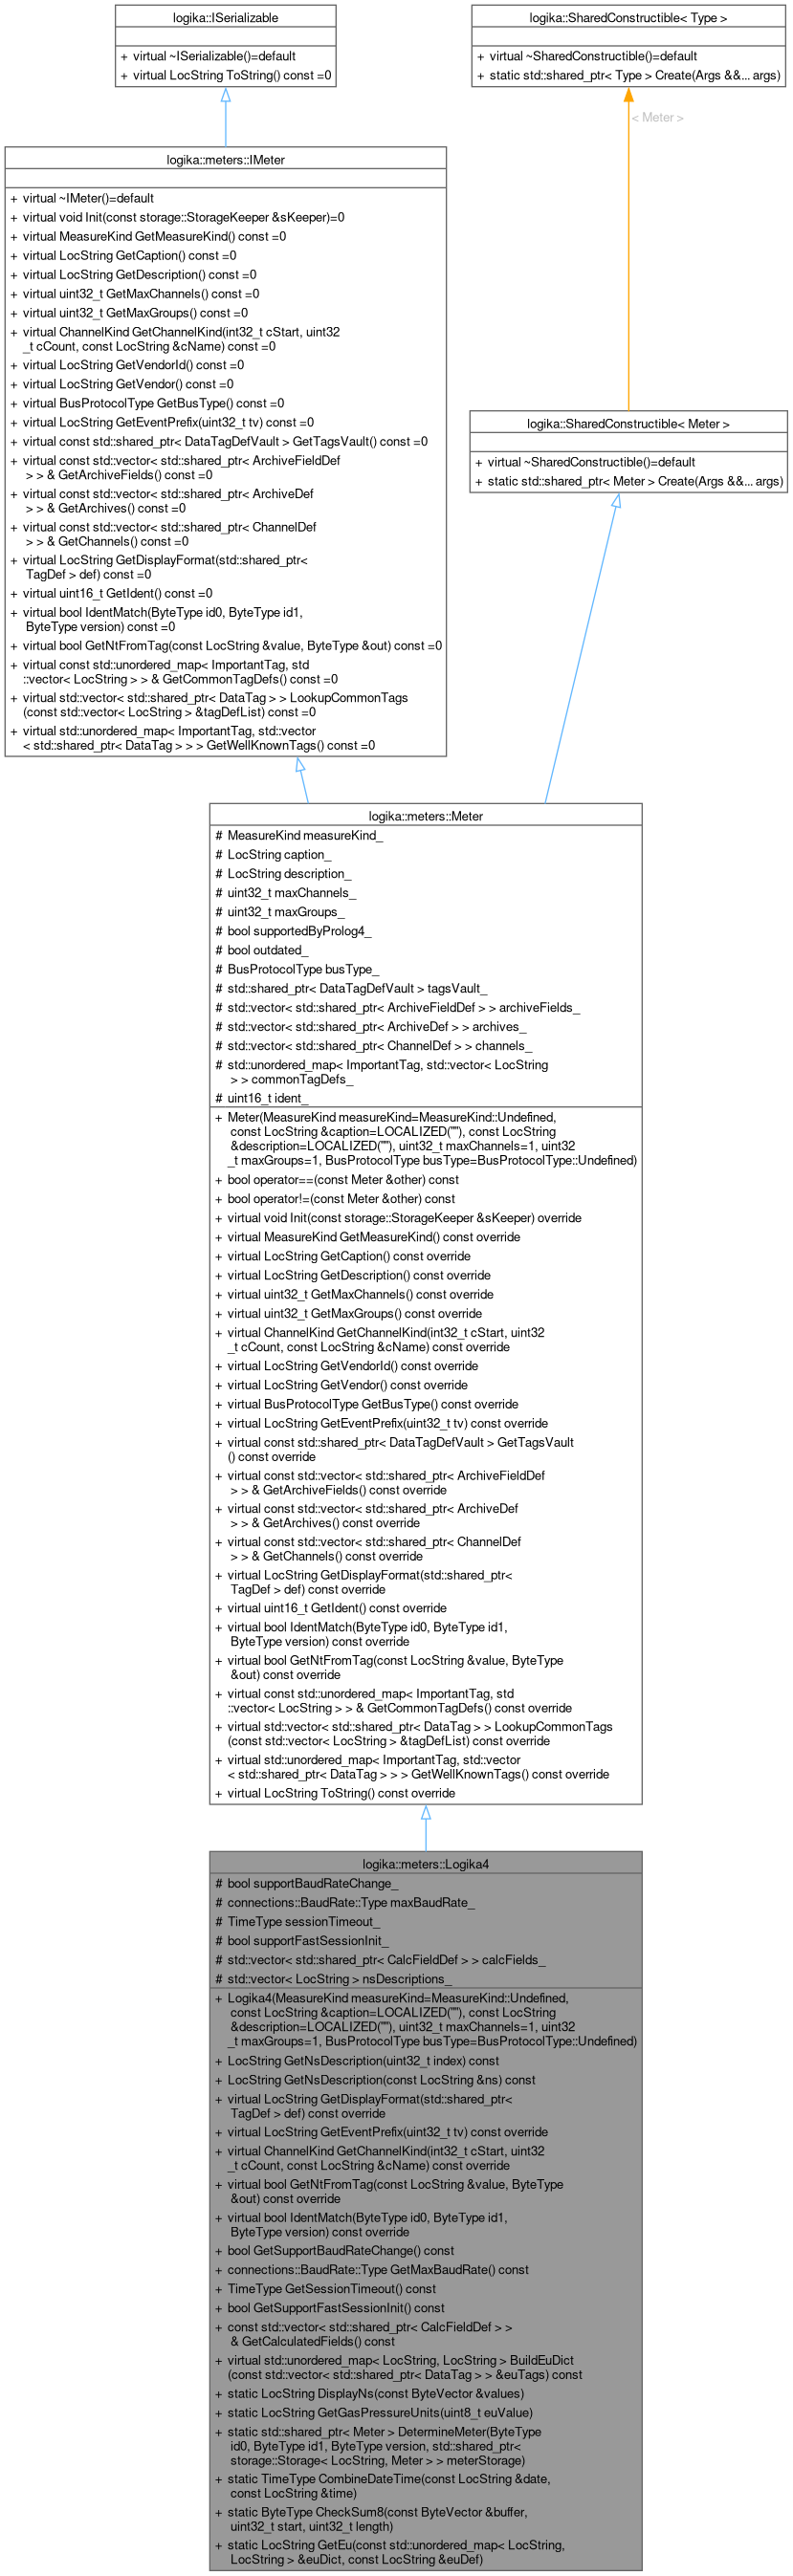 logika::ISerializable
+ virtual ~ISerializable()=default
+ virtual LocString ToString() const =0
logika::SharedConstructible< Type >
+ virtual ~SharedConstructible()=default
+ static std::shared_ptr< Type > Create(Args &&... args)
< Meter >
logika::meters::IMeter
+ virtual ~IMeter()=default
+ virtual void Init(const storage::StorageKeeper &sKeeper)=0
+ virtual MeasureKind GetMeasureKind() const =0
+ virtual LocString GetCaption() const =0
+ virtual LocString GetDescription() const =0
+ virtual uint32_t GetMaxChannels() const =0
+ virtual uint32_t GetMaxGroups() const =0
+ virtual ChannelKind GetChannelKind(int32_t cStart, uint32
_t cCount, const LocString &cName) const =0
+ virtual LocString GetVendorId() const =0
+ virtual LocString GetVendor() const =0
+ virtual BusProtocolType GetBusType() const =0
+ virtual LocString GetEventPrefix(uint32_t tv) const =0
+ virtual const std::shared_ptr< DataTagDefVault > GetTagsVault() const =0
+ virtual const std::vector< std::shared_ptr< ArchiveFieldDef
> > & GetArchiveFields() const =0
+ virtual const std::vector< std::shared_ptr< ArchiveDef
> > & GetArchives() const =0
+ virtual const std::vector< std::shared_ptr< ChannelDef
> > & GetChannels() const =0
+ virtual LocString GetDisplayFormat(std::shared_ptr<
TagDef > def) const =0
+ virtual uint16_t GetIdent() const =0
+ virtual bool IdentMatch(ByteType id0, ByteType id1,
ByteType version) const =0
+ virtual bool GetNtFromTag(const LocString &value, ByteType &out) const =0
+ virtual const std::unordered_map< ImportantTag, std
::vector< LocString > > & GetCommonTagDefs() const =0
+ virtual std::vector< std::shared_ptr< DataTag > > LookupCommonTags
(const std::vector< LocString > &tagDefList) const =0
+ virtual std::unordered_map< ImportantTag, std::vector
< std::shared_ptr< DataTag > > > GetWellKnownTags() const =0
logika::SharedConstructible< Meter >
+ virtual ~SharedConstructible()=default
+ static std::shared_ptr< Meter > Create(Args &&... args)
logika::meters::Meter
# MeasureKind measureKind_
# LocString caption_
# LocString description_
# uint32_t maxChannels_
# uint32_t maxGroups_
# bool supportedByProlog4_
# bool outdated_
# BusProtocolType busType_
# std::shared_ptr< DataTagDefVault > tagsVault_
# std::vector< std::shared_ptr< ArchiveFieldDef > > archiveFields_
# std::vector< std::shared_ptr< ArchiveDef > > archives_
# std::vector< std::shared_ptr< ChannelDef > > channels_
# std::unordered_map< ImportantTag, std::vector< LocString
> > commonTagDefs_
# uint16_t ident_
+ Meter(MeasureKind measureKind=MeasureKind::Undefined,
const LocString &caption=LOCALIZED(""), const LocString
&description=LOCALIZED(""), uint32_t maxChannels=1, uint32
_t maxGroups=1, BusProtocolType busType=BusProtocolType::Undefined)
+ bool operator==(const Meter &other) const
+ bool operator!=(const Meter &other) const
+ virtual void Init(const storage::StorageKeeper &sKeeper) override
+ virtual MeasureKind GetMeasureKind() const override
+ virtual LocString GetCaption() const override
+ virtual LocString GetDescription() const override
+ virtual uint32_t GetMaxChannels() const override
+ virtual uint32_t GetMaxGroups() const override
+ virtual ChannelKind GetChannelKind(int32_t cStart, uint32
_t cCount, const LocString &cName) const override
+ virtual LocString GetVendorId() const override
+ virtual LocString GetVendor() const override
+ virtual BusProtocolType GetBusType() const override
+ virtual LocString GetEventPrefix(uint32_t tv) const override
+ virtual const std::shared_ptr< DataTagDefVault > GetTagsVault
() const override
+ virtual const std::vector< std::shared_ptr< ArchiveFieldDef
> > & GetArchiveFields() const override
+ virtual const std::vector< std::shared_ptr< ArchiveDef
> > & GetArchives() const override
+ virtual const std::vector< std::shared_ptr< ChannelDef
> > & GetChannels() const override
+ virtual LocString GetDisplayFormat(std::shared_ptr<
TagDef > def) const override
+ virtual uint16_t GetIdent() const override
+ virtual bool IdentMatch(ByteType id0, ByteType id1,
ByteType version) const override
+ virtual bool GetNtFromTag(const LocString &value, ByteType
&out) const override
+ virtual const std::unordered_map< ImportantTag, std
::vector< LocString > > & GetCommonTagDefs() const override
+ virtual std::vector< std::shared_ptr< DataTag > > LookupCommonTags
(const std::vector< LocString > &tagDefList) const override
+ virtual std::unordered_map< ImportantTag, std::vector
< std::shared_ptr< DataTag > > > GetWellKnownTags() const override
+ virtual LocString ToString() const override
logika::meters::Logika4
# bool supportBaudRateChange_
# connections::BaudRate::Type maxBaudRate_
# TimeType sessionTimeout_
# bool supportFastSessionInit_
# std::vector< std::shared_ptr< CalcFieldDef > > calcFields_
# std::vector< LocString > nsDescriptions_
+ Logika4(MeasureKind measureKind=MeasureKind::Undefined,
const LocString &caption=LOCALIZED(""), const LocString
&description=LOCALIZED(""), uint32_t maxChannels=1, uint32
_t maxGroups=1, BusProtocolType busType=BusProtocolType::Undefined)
+ LocString GetNsDescription(uint32_t index) const
+ LocString GetNsDescription(const LocString &ns) const
+ virtual LocString GetDisplayFormat(std::shared_ptr<
TagDef > def) const override
+ virtual LocString GetEventPrefix(uint32_t tv) const override
+ virtual ChannelKind GetChannelKind(int32_t cStart, uint32
_t cCount, const LocString &cName) const override
+ virtual bool GetNtFromTag(const LocString &value, ByteType
&out) const override
+ virtual bool IdentMatch(ByteType id0, ByteType id1,
ByteType version) const override
+ bool GetSupportBaudRateChange() const
+ connections::BaudRate::Type GetMaxBaudRate() const
+ TimeType GetSessionTimeout() const
+ bool GetSupportFastSessionInit() const
+ const std::vector< std::shared_ptr< CalcFieldDef > >
& GetCalculatedFields() const
+ virtual std::unordered_map< LocString, LocString > BuildEuDict
(const std::vector< std::shared_ptr< DataTag > > &euTags) const
+ static LocString DisplayNs(const ByteVector &values)
+ static LocString GetGasPressureUnits(uint8_t euValue)
+ static std::shared_ptr< Meter > DetermineMeter(ByteType
id0, ByteType id1, ByteType version, std::shared_ptr<
storage::Storage< LocString, Meter > > meterStorage)
+ static TimeType CombineDateTime(const LocString &date,
const LocString &time)
+ static ByteType CheckSum8(const ByteVector &buffer,
uint32_t start, uint32_t length)
+ static LocString GetEu(const std::unordered_map< LocString,
LocString > &euDict, const LocString &euDef)